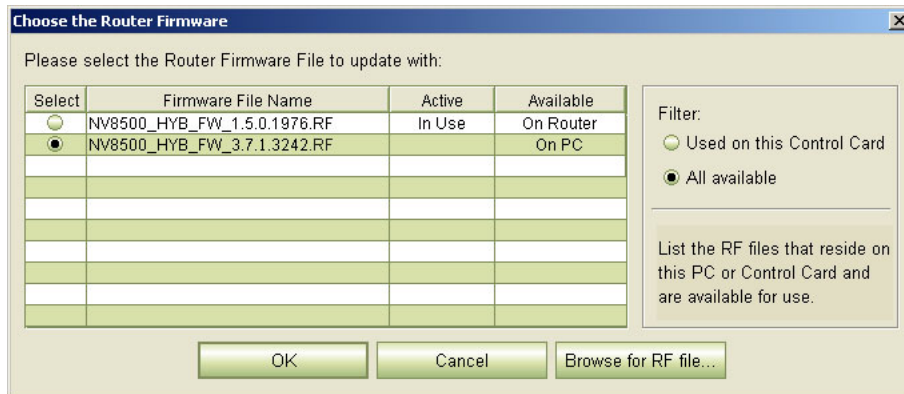 Choose the Router Firmware
Please select the Router Firmware File to update with:
Select Firmware File Name Active Available
NV8500_HYB_FW_1.5.0.1976.RF In Use On Router
NV8500_HYB_FW_3.7.1.3242.RF On PC
Filter:
Used on this Control Card
All available
List the RF files that reside on
this PC or Control Card and
are available for use.
OK Cancel Browse for RF file...